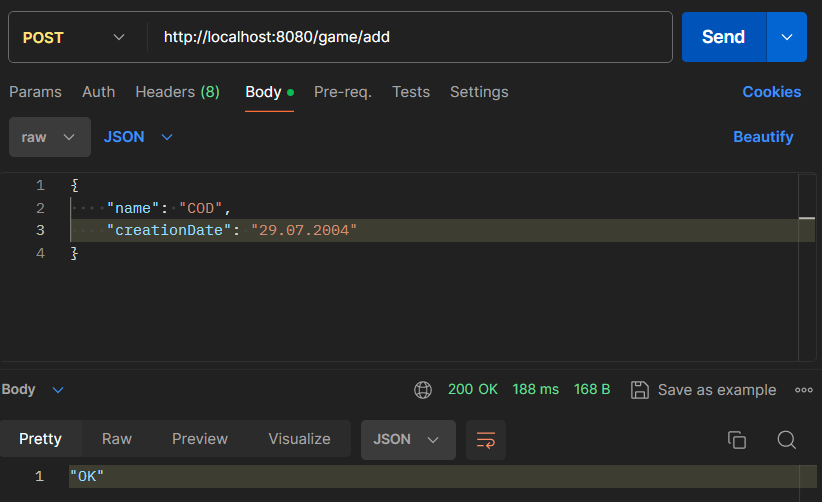 POST http://localhost:8080/game/add Send
Params Auth Headers (8) Body Pre-req. Tests Settings Cookies
raw JSON Beautify
1 {
2 "name": "COD",
3 "creationDate": "29.07.2004"
4 }
Body 200 OK 188 ms 168 B Save as example
Pretty Raw Preview Visualize JSON
1 "OK"